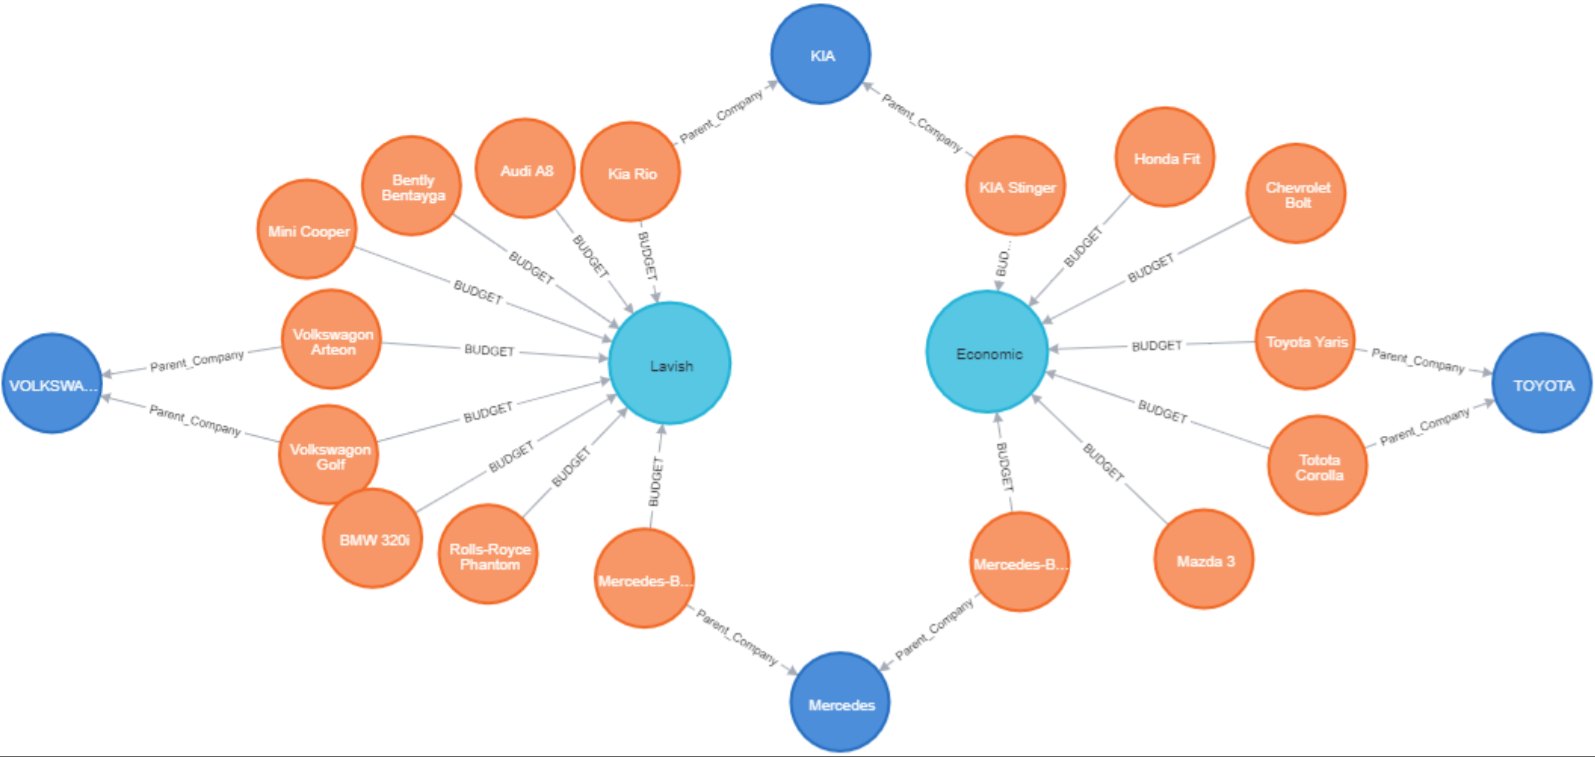 KIA
Parent_Company
Parent_Company
Honda Fit
Audi A8
Kia Rio
Bently
Bentayga
KIA Stinger
Chevrolet
Bolt
Mini Cooper
BUDGET
BUDGET
BUDGET
BUDGET
BUD...
BUDGET
BUDGET
BUDGET
Volkswagon
Arteon
BUDGET
Lavish
Economic
BUDGET
Toyota Yaris
Parent_Company
Parent_Company
VOLKSWA...
TOYOTA
Parent_Company
BUDGET
BUDGET
Parent_Company
Volkswagon
Golf
BUDGET
BUDGET
BUDGET
BUDGET
BUDGET
Totota
Corolla
BMW 320i
Rolls-Royce
Phantom
Mercedes-B...
Mercedes-B...
Mazda 3
Parent_Company
Parent_Company
Mercedes